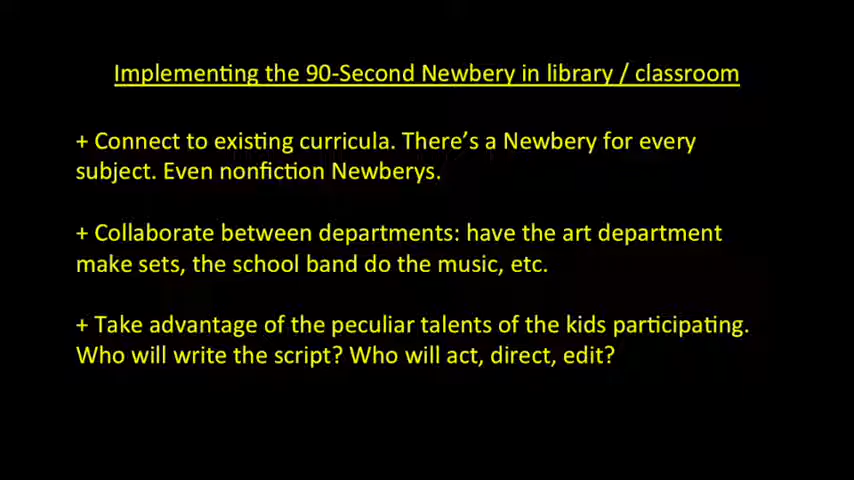 Implementing the 90-Second Newbery in library / classroom
+ Connect to existing curricula. There’s a Newbery for every
subject. Even nonfiction Newberys.
+ Collaborate between departments: have the art department
make sets, the school band do the music, etc.
+ Take advantage of the peculiar talents of the kids participating.
Who will write the script? Who will act, direct, edit?